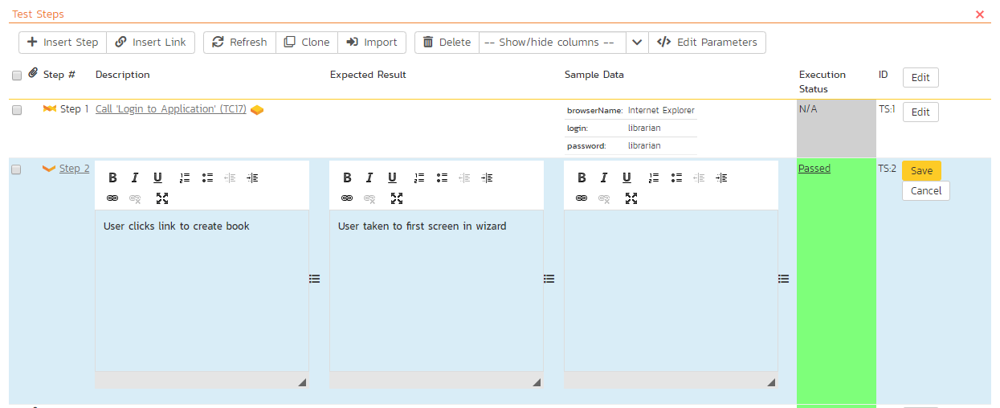 Test Steps
Insert Step Insert Link Refresh Clone Import Delete -- Show/hide columns -- Edit Parameters
Step # Description Expected Result Sample Data Execution Status ID Edit
Step 1 Call 'Login to Application' (TC17) browserName: Internet Explorer N/A TS:1 Edit
login: librarian
password: librarian
Step 2 B I U B I U B I U Passed TS:2 Save
Cancel
User clicks link to create book User taken to first screen in wizard